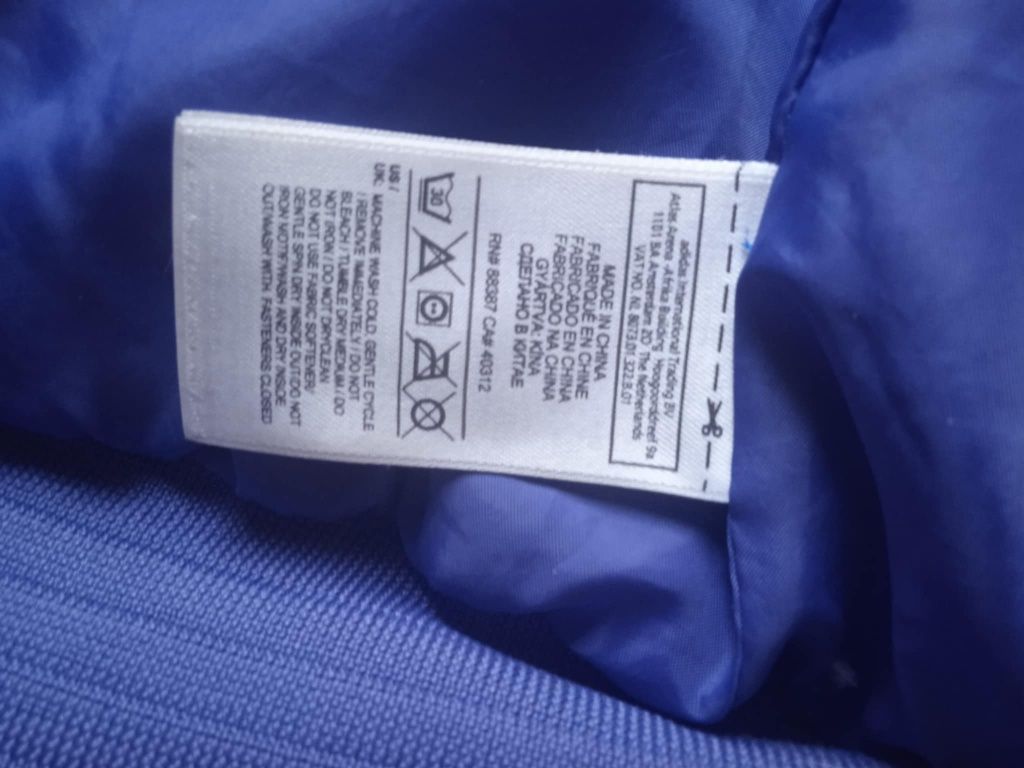 adidas International Trading BV
Atlas Arena -Afrika Building Hoogoorddreef 9a
1101 BA Amsterdam ZO The Netherlands
VAT NO. NL 8073.01.322.B.01
MADE IN CHINA
FABRIQUÉ EN CHINE
FABRICADO EN CHINA
FABRICADO NA CHINA
GYÁRTVA: KÍNA
СДЕЛАНО В КИТАЕ
RN# 88387 CA# 40312
30
US /
UK: MACHINE WASH COLD, GENTLE CYCLE
/ REMOVE IMMEDIATELY / DO NOT
BLEACH / TUMBLE DRY MEDIUM / DO
NOT IRON / DO NOT DRYCLEAN
DO NOT USE FABRIC SOFTENER/
GENTLE SPIN DRY INSIDE OUT/DO NOT
IRON MOTIF/WASH AND DRY INSIDE
OUT/WASH WITH FASTENERS CLOSED